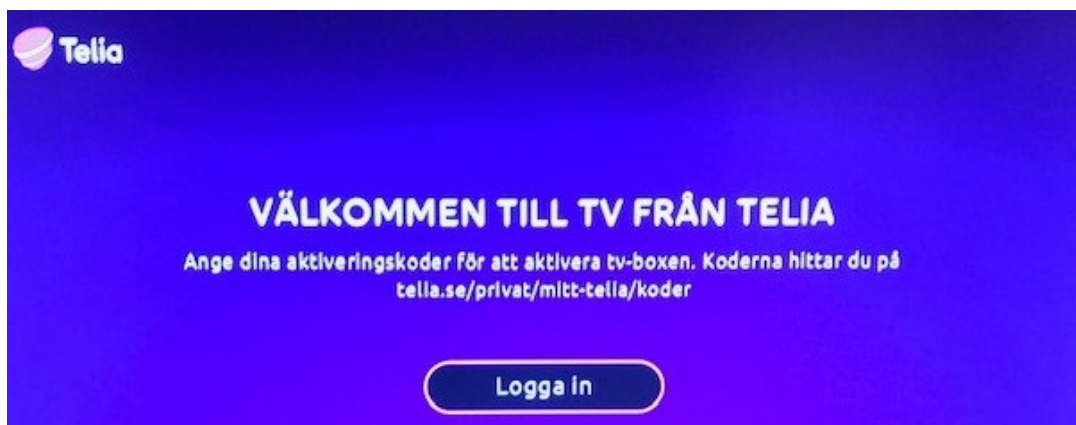 Telia
VÄLKOMMEN TILL TV FRÅN TELIA
Ange dina aktiveringskoder för att aktivera tv-boxen. Koderna hittar du på
telia.se/privat/mitt-telia/koder
Logga in